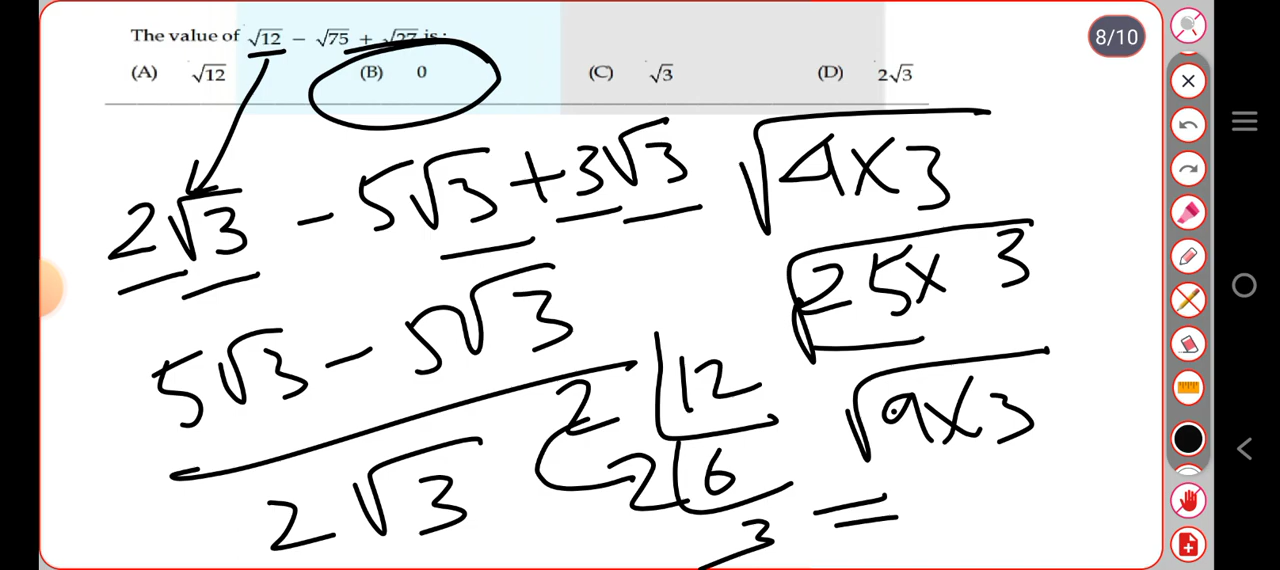 The value of √12 − √75 + √27 is :
(A) √12 (B) 0 (C) √3 (D) 2√3
8/10
2√3 − 5√3 + 3√3
√4×3
√25×3
5√3 − 5√3
√9×3
2√3
2 12
2 6
3
=